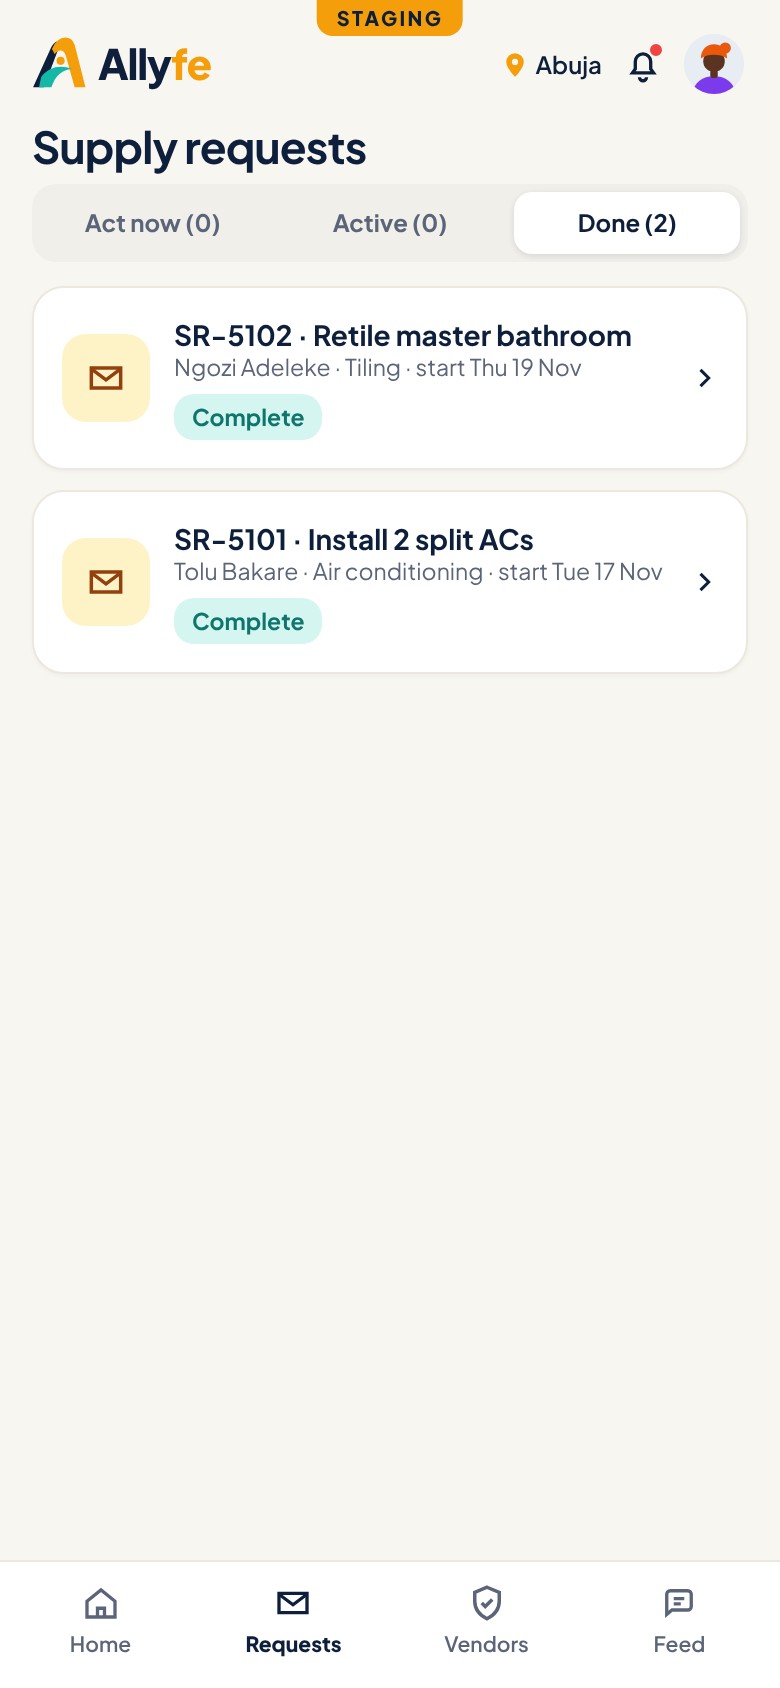 STAGING
Allyfe
Abuja
Supply requests
Act now (0)
Active (0)
Done (2)
SR-5102 · Retile master bathroom
Ngozi Adeleke · Tiling · start Thu 19 Nov
Complete
SR-5101 · Install 2 split ACs
Tolu Bakare · Air conditioning · start Tue 17 Nov
Complete
Home
Requests
Vendors
Feed